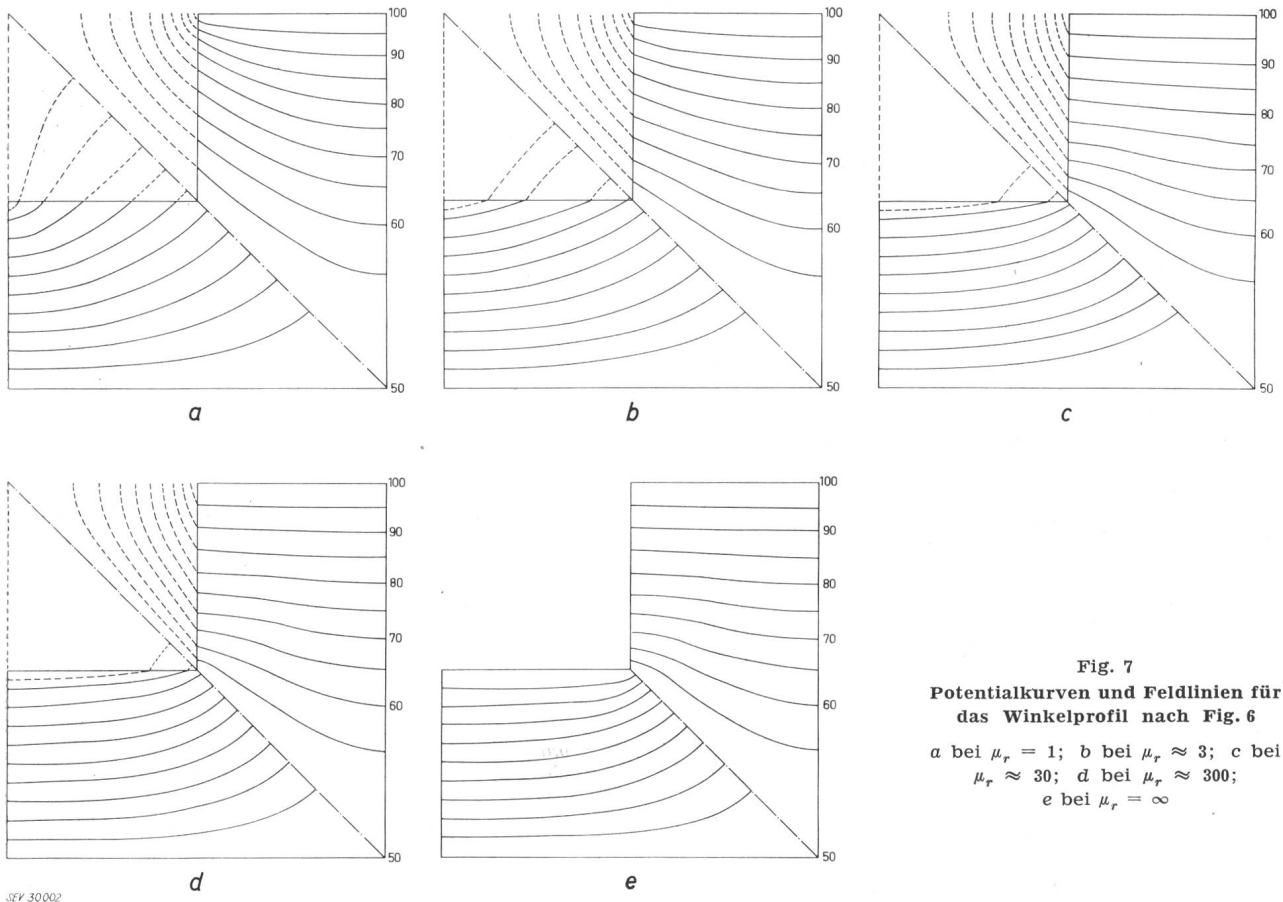 100
90
80
70
60
50
a
100
90
80
70
60
50
b
100
90
80
70
60
50
c
100
90
80
70
60
50
d
100
90
80
70
60
50
e
Fig. 7
Potentialkurven und Feldlinien für
das Winkelprofil nach Fig. 6
a bei μr = 1; b bei μr ≈ 3; c bei
μr ≈ 30; d bei μr ≈ 300;
e bei μr = ∞
SEV 30002